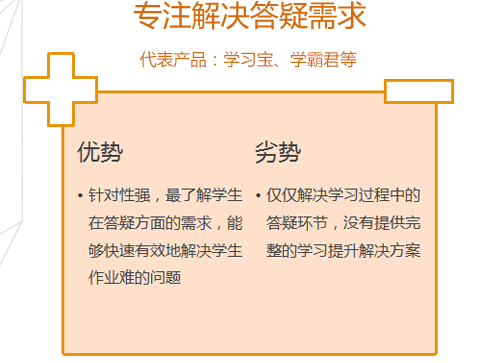 专注解决答疑需求
代表产品：学习宝、学霸君等
优势
• 针对性强，最了解学生
在答疑方面的需求，能
够快速有效地解决学生
作业难的问题
劣势
• 仅仅解决学习过程中的
答疑环节，没有提供完
整的学习提升解决方案